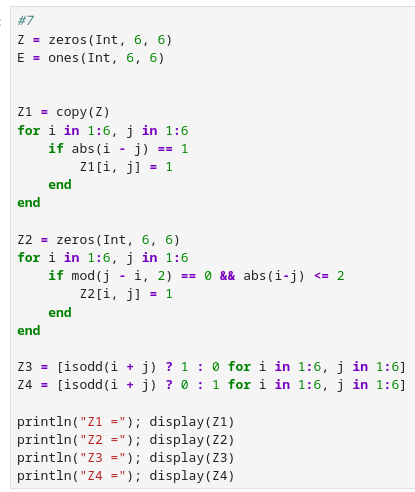 #7
Z = zeros(Int, 6, 6)
E = ones(Int, 6, 6)
Z1 = copy(Z)
for i in 1:6, j in 1:6
    if abs(i - j) == 1
        Z1[i, j] = 1
    end
end
Z2 = zeros(Int, 6, 6)
for i in 1:6, j in 1:6
    if mod(j - i, 2) == 0 && abs(i-j) <= 2
        Z2[i, j] = 1
    end
end
Z3 = [isodd(i + j) ? 1 : 0 for i in 1:6, j in 1:6]
Z4 = [isodd(i + j) ? 0 : 1 for i in 1:6, j in 1:6]
println("Z1 ="); display(Z1)
println("Z2 ="); display(Z2)
println("Z3 ="); display(Z3)
println("Z4 ="); display(Z4)